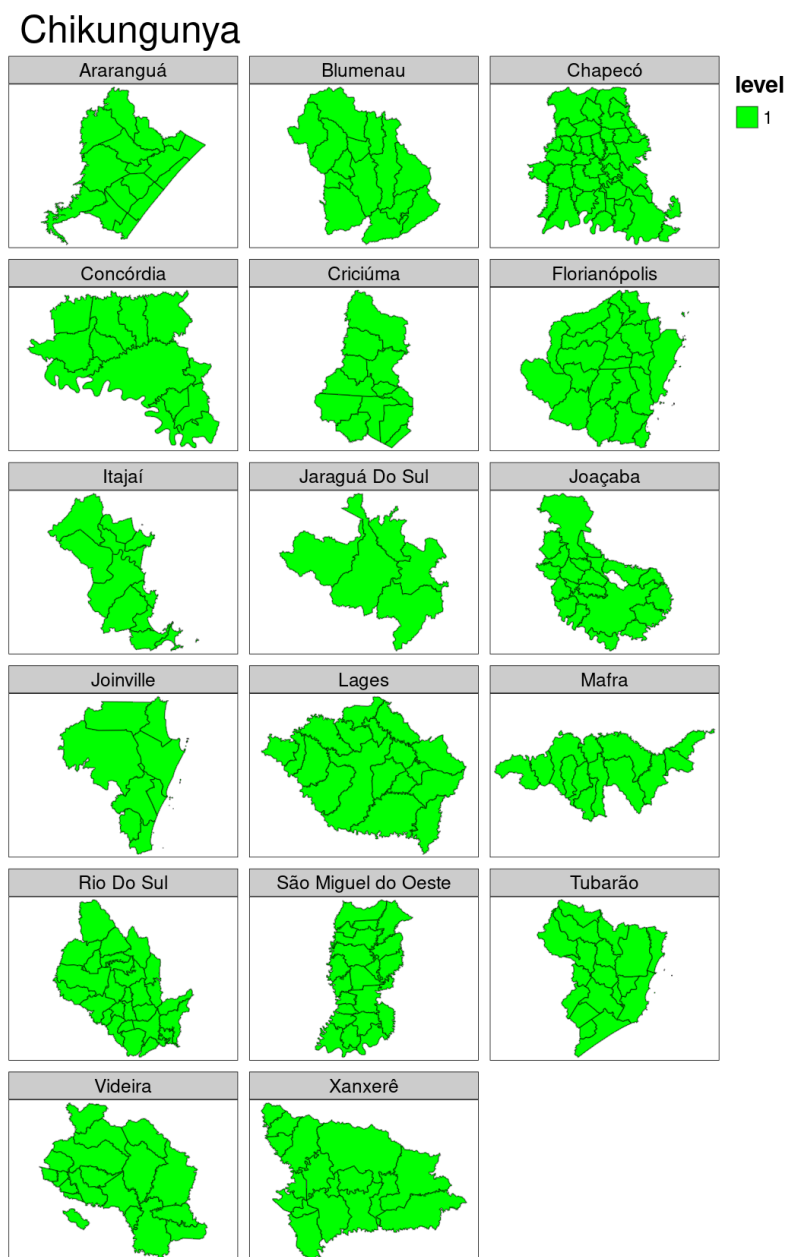 Chikungunya
Araranguá
Blumenau
Chapecó
level
1
Concórdia
Criciúma
Florianópolis
Itajaí
Jaraguá Do Sul
Joaçaba
Joinville
Lages
Mafra
Rio Do Sul
São Miguel do Oeste
Tubarão
Videira
Xanxerê